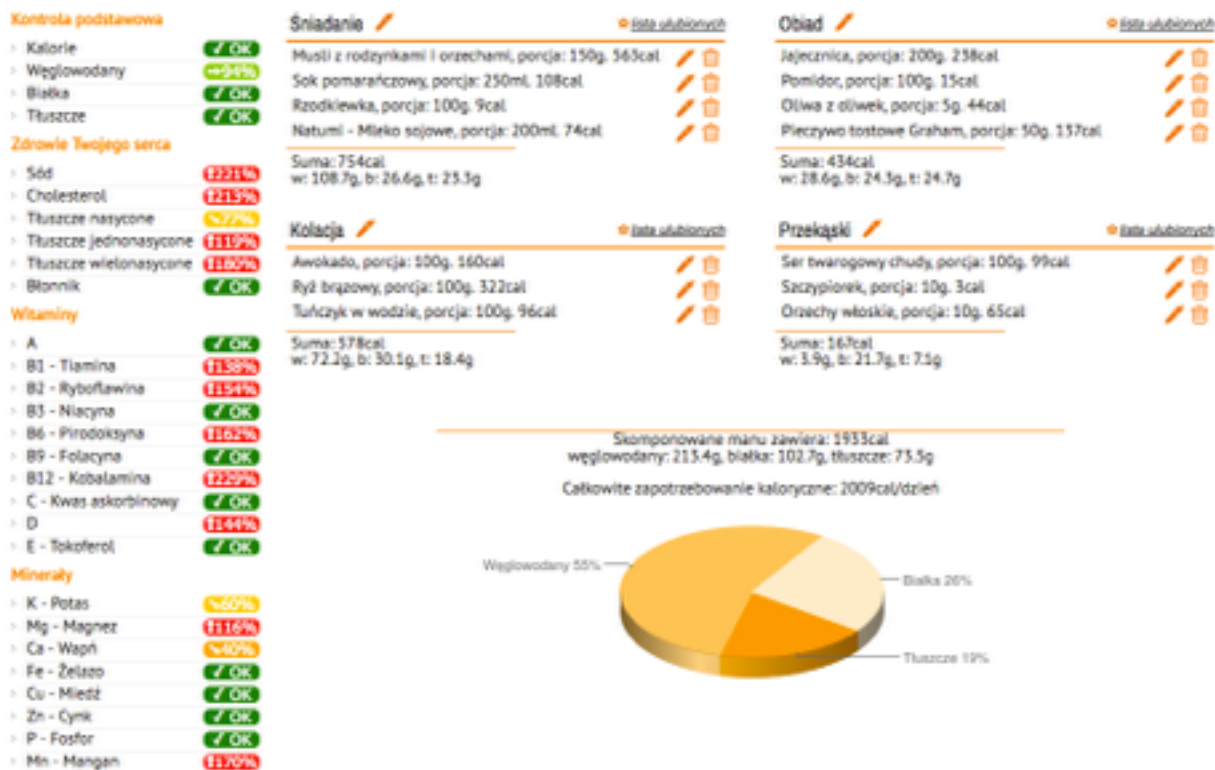 Kontrola podstawowa
Kalorie ✓ OK
Węglowodany 94%
Białka ✓ OK
Tłuszcze ✓ OK
Zdrowie Twojego serca
Sód 221%
Cholesterol 213%
Tłuszcze nasycone 77%
Tłuszcze jednonasycone 119%
Tłuszcze wielonasycone 180%
Błonnik ✓ OK
Witaminy
A ✓ OK
B1 - Tiamina 138%
B2 - Ryboflawina 154%
B3 - Niacyna ✓ OK
B6 - Pirodoksyna 162%
B9 - Folacyna ✓ OK
B12 - Kobalamina 229%
C - Kwas askorbinowy ✓ OK
D 144%
E - Tokoferol ✓ OK
Minerały
K - Potas 60%
Mg - Magnez 116%
Ca - Wapń 40%
Fe - Żelazo ✓ OK
Cu - Miedź ✓ OK
Zn - Cynk ✓ OK
P - Fosfor ✓ OK
Mn - Mangan 170%
Śniadanie lista ulubionych
Musli z rodzynkami i orzechami, porcja: 150g. 563cal
Sok pomarańczowy, porcja: 250ml. 108cal
Rzodkiewka, porcja: 100g. 9cal
Natumi - Mleko sojowe, porcja: 200ml. 74cal
Suma: 754cal
w: 108.7g, b: 26.6g, t: 23.3g
Obiad lista ulubionych
Jajecznica, porcja: 200g. 238cal
Pomidor, porcja: 100g. 15cal
Oliwa z oliwek, porcja: 5g. 44cal
Pieczywo tostowe Graham, porcja: 50g. 137cal
Suma: 434cal
w: 28.6g, b: 24.3g, t: 24.7g
Kolacja lista ulubionych
Awokado, porcja: 100g. 160cal
Ryż brązowy, porcja: 100g. 322cal
Tuńczyk w wodzie, porcja: 100g. 96cal
Suma: 578cal
w: 72.2g, b: 30.1g, t: 18.4g
Przekąski lista ulubionych
Ser twarogowy chudy, porcja: 100g. 99cal
Szczypiorek, porcja: 10g. 3cal
Orzechy włoskie, porcja: 10g. 65cal
Suma: 167cal
w: 3.9g, b: 21.7g, t: 7.1g
Skomponowane manu zawiera: 1933cal
węglowodany: 213.4g, białka: 102.7g, tłuszcze: 73.5g
Całkowite zapotrzebowanie kaloryczne: 2009cal/dzień
Węglowodany 55%
Białka 26%
Tłuszcze 19%